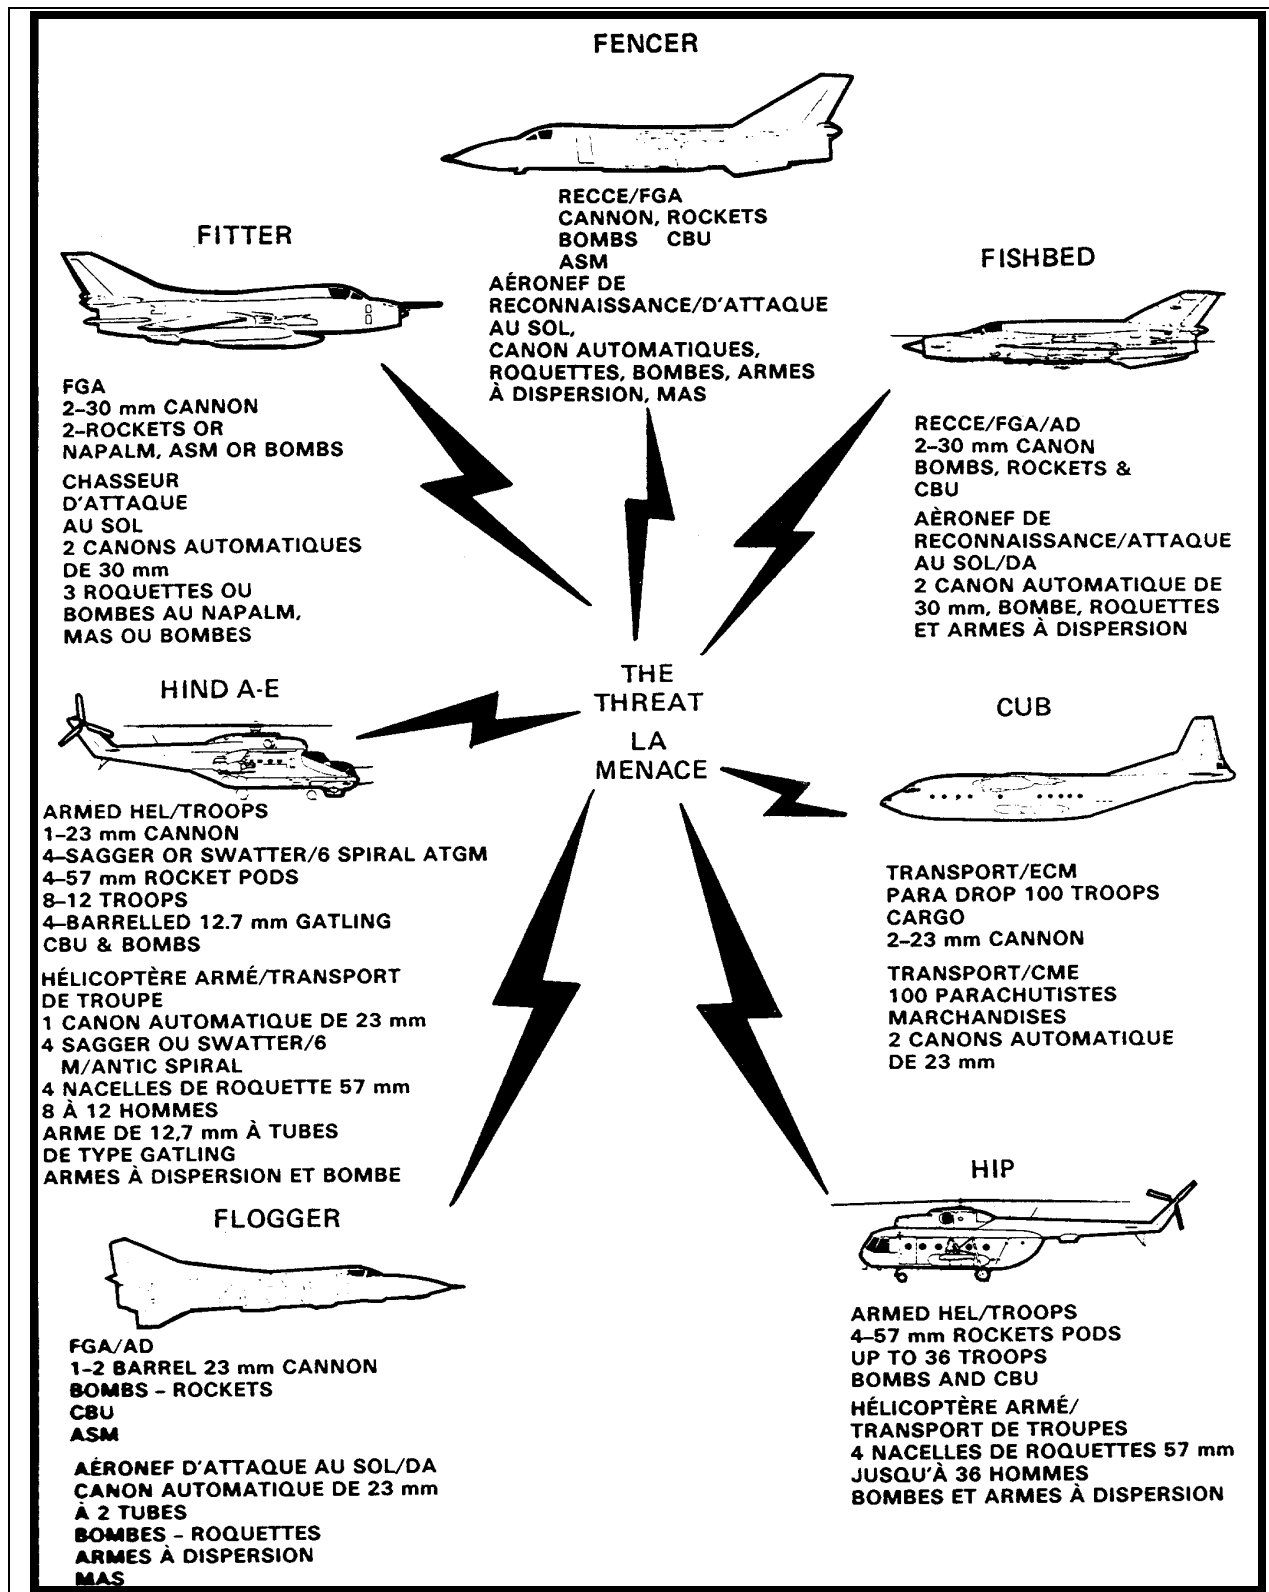 FENCER
RECCE/FGA
CANNON, ROCKETS
BOMBS CBU
ASM
AÉRONEF DE
RECONNAISSANCE/D'ATTAQUE
AU SOL,
CANON AUTOMATIQUES,
ROQUETTES, BOMBES, ARMES
À DISPERSION, MAS
FITTER
FGA
2–30 mm CANNON
2–ROCKETS OR
NAPALM, ASM OR BOMBS
CHASSEUR
D'ATTAQUE
AU SOL
2 CANONS AUTOMATIQUES
DE 30 mm
3 ROQUETTES OU
BOMBES AU NAPALM,
MAS OU BOMBES
FISHBED
RECCE/FGA/AD
2–30 mm CANON
BOMBS, ROCKETS &
CBU
AÈRONEF DE
RECONNAISSANCE/ATTAQUE
AU SOL/DA
2 CANON AUTOMATIQUE DE
30 mm, BOMBE, ROQUETTES
ET ARMES À DISPERSION
THE
THREAT
LA
MENACE
HIND A-E
ARMED HEL/TROOPS
1–23 mm CANNON
4–SAGGER OR SWATTER/6 SPIRAL ATGM
4–57 mm ROCKET PODS
8–12 TROOPS
4–BARRELLED 12.7 mm GATLING
CBU & BOMBS
HÉLICOPTÈRE ARMÉ/TRANSPORT
DE TROUPE
1 CANON AUTOMATIQUE DE 23 mm
4 SAGGER OU SWATTER/6
M/ANTIC SPIRAL
4 NACELLES DE ROQUETTE 57 mm
8 À 12 HOMMES
ARME DE 12,7 mm À TUBES
DE TYPE GATLING
ARMES À DISPERSION ET BOMBE
CUB
TRANSPORT/ECM
PARA DROP 100 TROOPS
CARGO
2–23 mm CANNON
TRANSPORT/CME
100 PARACHUTISTES
MARCHANDISES
2 CANONS AUTOMATIQUE
DE 23 mm
FLOGGER
FGA/AD
1–2 BARREL 23 mm CANNON
BOMBS – ROCKETS
CBU
ASM
AÉRONEF D'ATTAQUE AU SOL/DA
CANON AUTOMATIQUE DE 23 mm
À 2 TUBES
BOMBES – ROQUETTES
ARMES À DISPERSION
MAS
HIP
ARMED HEL/TROOPS
4–57 mm ROCKETS PODS
UP TO 36 TROOPS
BOMBS AND CBU
HÉLICOPTÈRE ARMÉ/
TRANSPORT DE TROUPES
4 NACELLES DE ROQUETTES 57 mm
JUSQU'À 36 HOMMES
BOMBES ET ARMES À DISPERSION